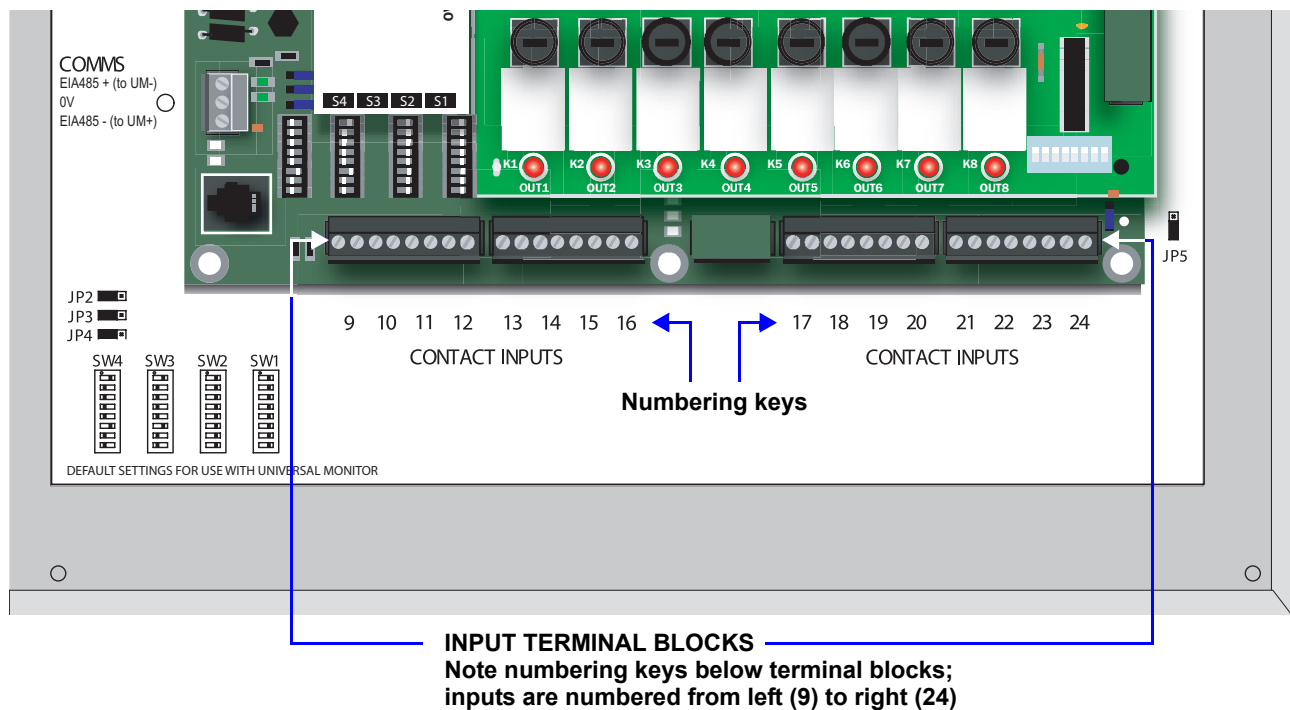 COMMS
EIA485 + (to UM-)
0V
EIA485 - (to UM+)
S4 S3 S2 S1
K1 K2 K3 K4 K5 K6 K7 K8
OUT1 OUT2 OUT3 OUT4 OUT5 OUT6 OUT7 OUT8
JP5
JP2
JP3
JP4
9 10 11 12 13 14 15 16 17 18 19 20 21 22 23 24
CONTACT INPUTS CONTACT INPUTS
SW4 SW3 SW2 SW1
Numbering keys
DEFAULT SETTINGS FOR USE WITH UNIVERSAL MONITOR
INPUT TERMINAL BLOCKS
Note numbering keys below terminal blocks;
inputs are numbered from left (9) to right (24)